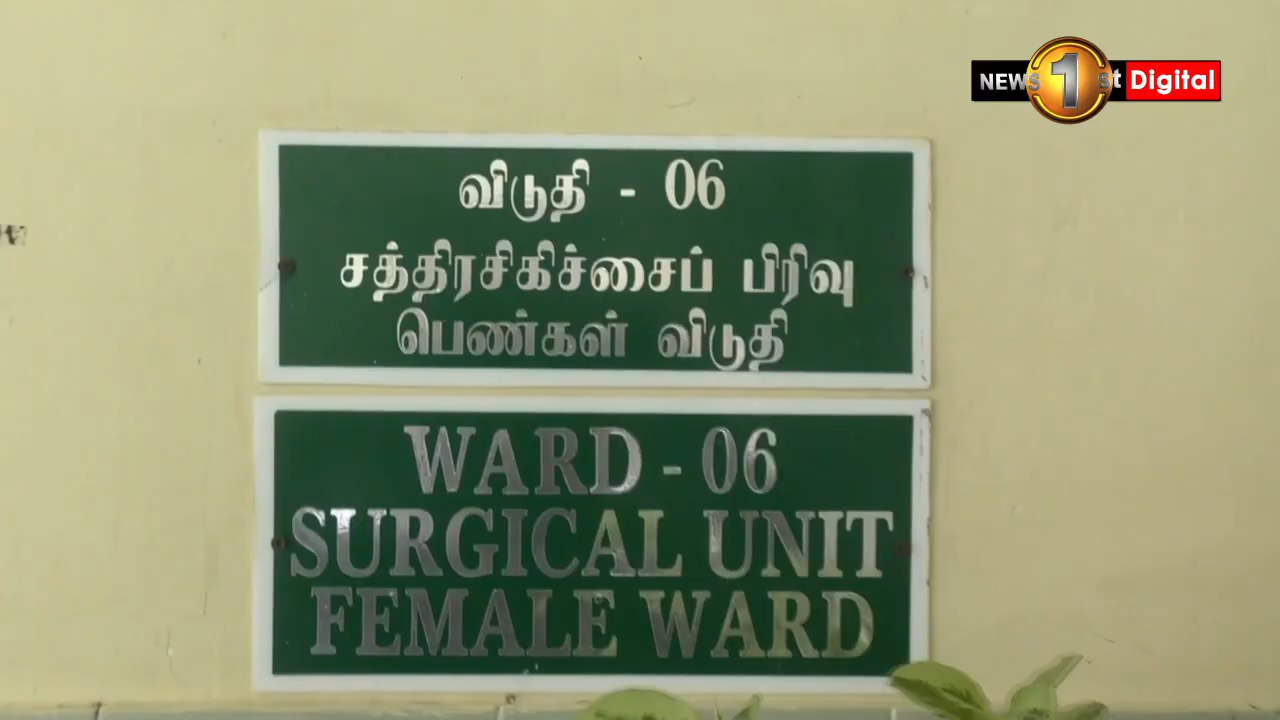 NEWS 1st Digital
விடுதி - 06
சத்திரசிகிச்சைப் பிரிவு
பெண்கள் விடுதி
WARD - 06
SURGICAL UNIT
FEMALE WARD